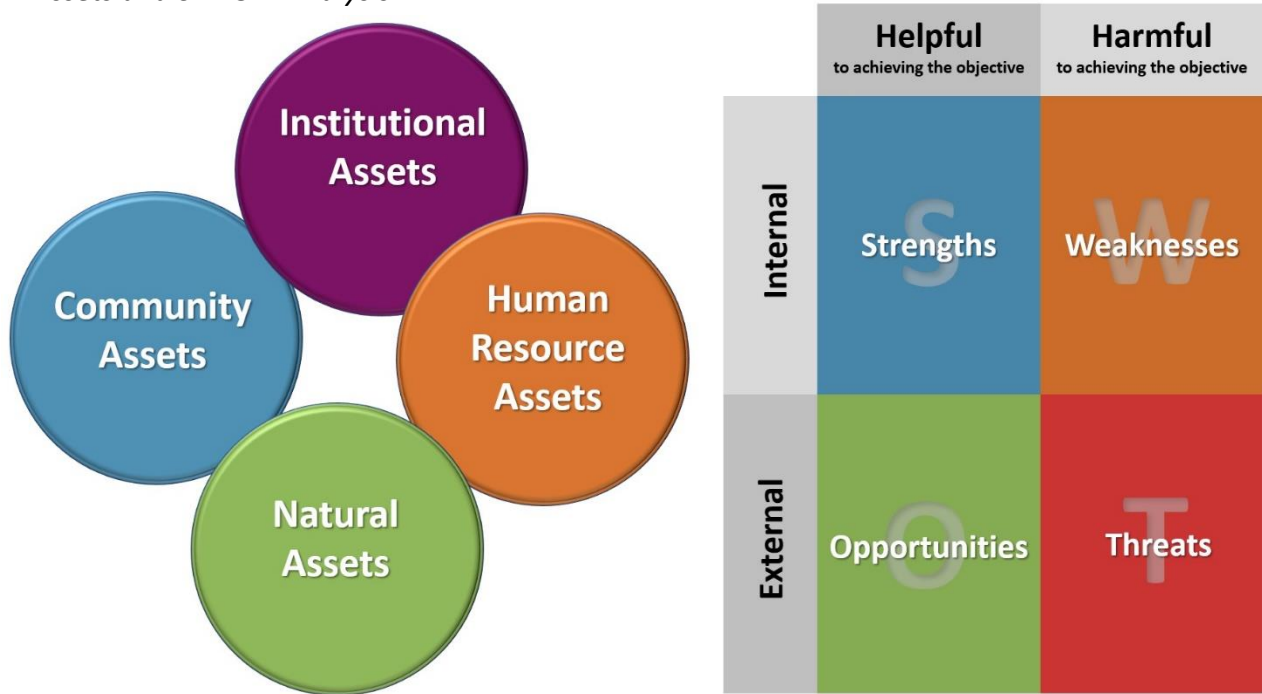 Institutional
Assets
Community
Assets
Human
Resource
Assets
Natural
Assets
Helpful
to achieving the objective
Harmful
to achieving the objective
Internal
S
Strengths
W
Weaknesses
External
O
Opportunities
T
Threats